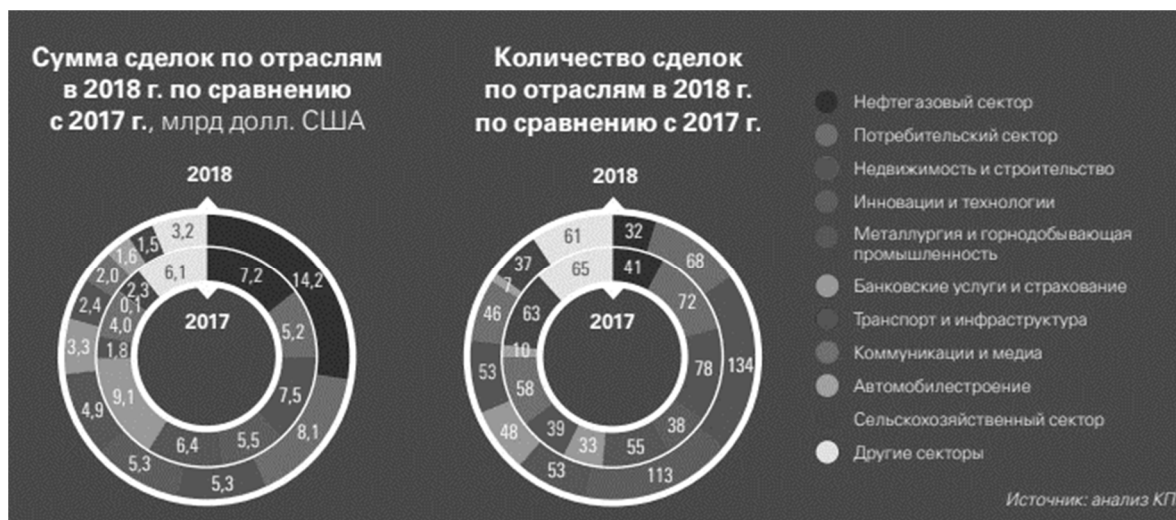 Сумма сделок по отраслям
в 2018 г. по сравнению
с 2017 г., млрд долл. США
2018
3,2
14,2
8,1
5,3
5,3
4,9
3,3
2,4
2,0
1,6
1,5
6,1
7,2
5,2
7,5
5,5
6,4
9,1
1,8
4,0
0,1
2,3
2017
Количество сделок
по отраслям в 2018 г.
по сравнению с 2017 г.
2018
61
32
68
134
113
53
48
53
46
7
37
65
41
72
78
38
55
33
39
58
10
63
2017
Нефтегазовый сектор
Потребительский сектор
Недвижимость и строительство
Инновации и технологии
Металлургия и горнодобывающая
промышленность
Банковские услуги и страхование
Транспорт и инфраструктура
Коммуникации и медиа
Автомобилестроение
Сельскохозяйственный сектор
Другие секторы
Источник: анализ КП